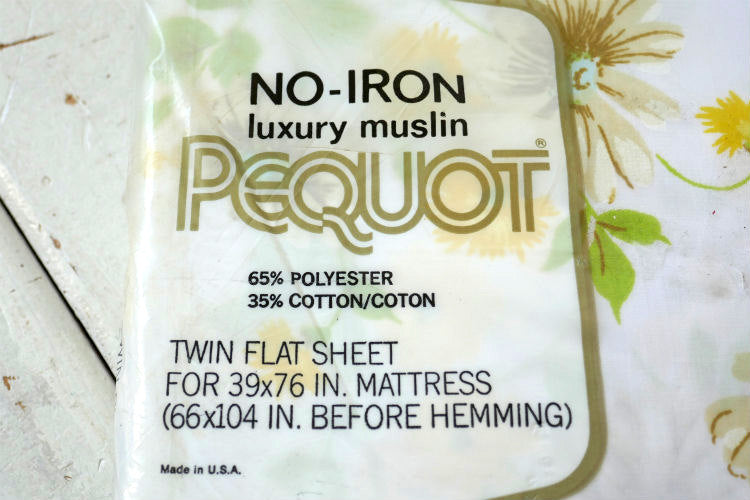 NO-IRON
luxury muslin
PEQUOT®
65% POLYESTER
35% COTTON/COTON
TWIN FLAT SHEET
FOR 39x76 IN. MATTRESS
(66x104 IN. BEFORE HEMMING)
Made in U.S.A.